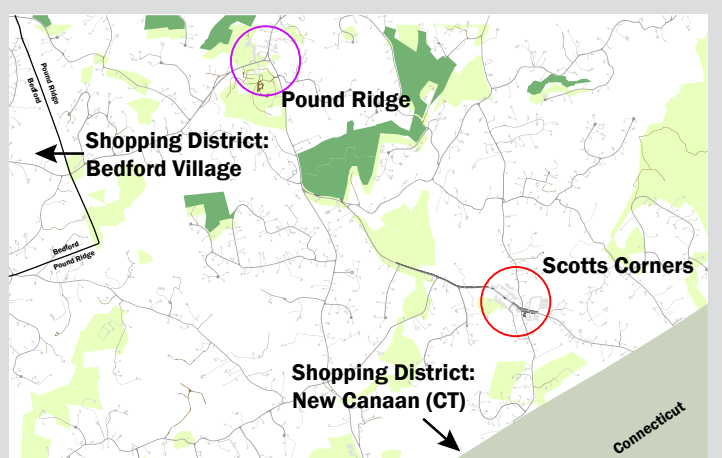 Pound Ridge
Bedford
Pound Ridge
Shopping District:
Bedford Village
Bedford
Pound Ridge
Scotts Corners
Shopping District:
New Canaan (CT)
Connecticut